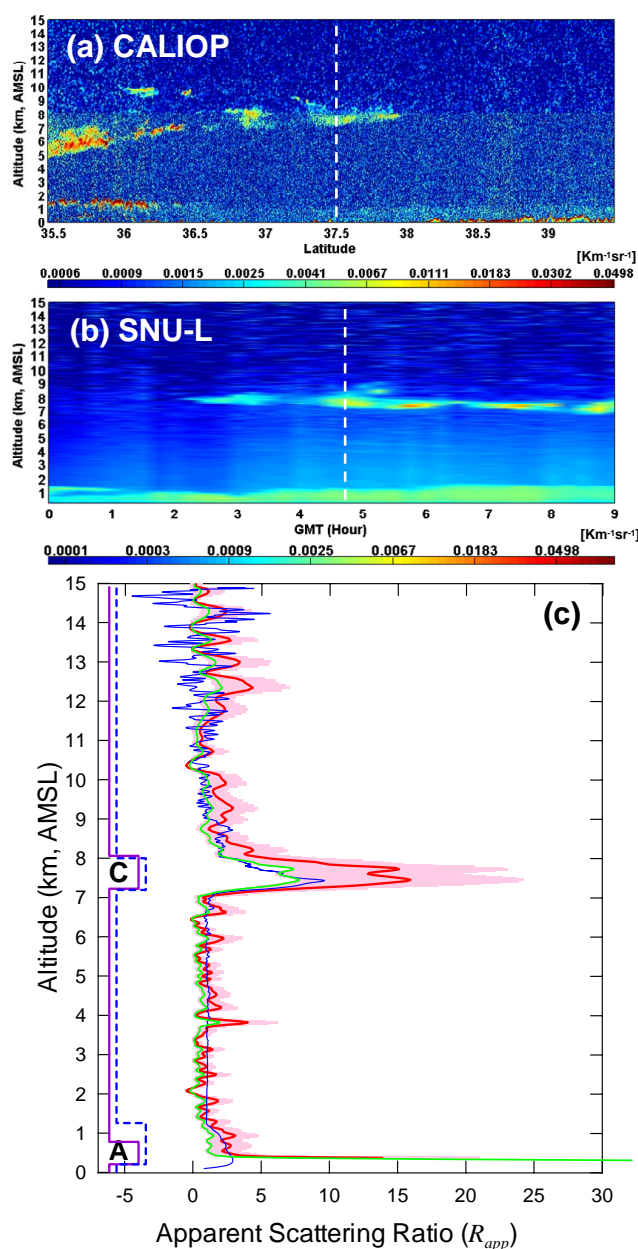 (a) CALIOP
Altitude (km, AMSL)
15
14
13
12
11
10
9
8
7
6
5
4
3
2
1
0
35.5 36 36.5 37 37.5 38 38.5 39
Latitude
[Km⁻¹sr⁻¹]
0.0006 0.0009 0.0015 0.0025 0.0041 0.0067 0.0111 0.0183 0.0302 0.0498
(b) SNU-L
Altitude (km, AMSL)
15
14
13
12
11
10
9
8
7
6
5
4
3
2
1
0 1 2 3 4 5 6 7 8 9
GMT (Hour)
[Km⁻¹sr⁻¹]
0.0001 0.0003 0.0009 0.0025 0.0067 0.0183 0.0498
(c)
Altitude (km, AMSL)
15
14
13
12
11
10
9
8
C
7
6
5
4
3
2
1
A
0
-5 0 5 10 15 20 25 30
Apparent Scattering Ratio (R_app)